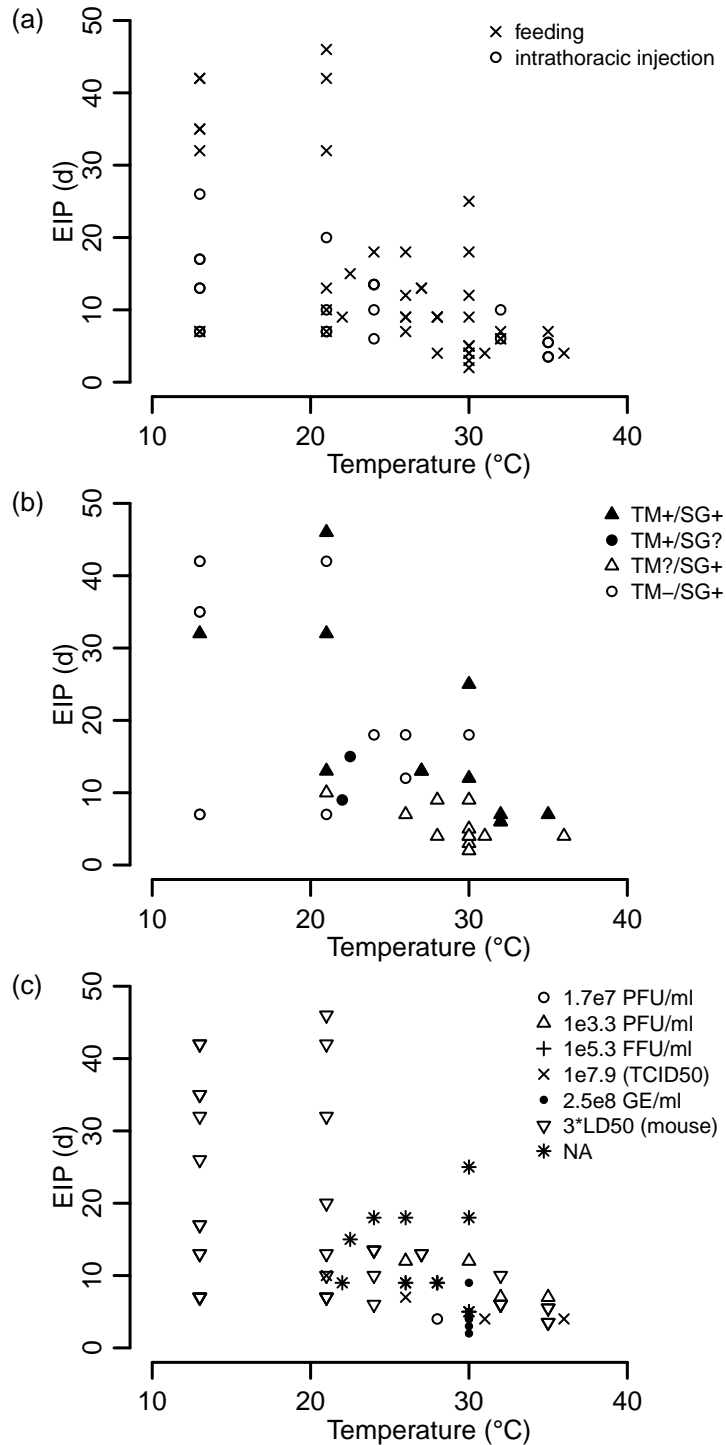 (a)
50
40
30
20
10
0
EIP (d)
× feeding
○ intrathoracic injection
10 20 30 40
Temperature (°C)
(b)
50
40
30
20
10
0
EIP (d)
▲ TM+/SG+
● TM+/SG?
△ TM?/SG+
○ TM−/SG+
10 20 30 40
Temperature (°C)
(c)
50
40
30
20
10
0
EIP (d)
○ 1.7e7 PFU/ml
△ 1e3.3 PFU/ml
+ 1e5.3 FFU/ml
× 1e7.9 (TCID50)
● 2.5e8 GE/ml
▽ 3*LD50 (mouse)
✳ NA
10 20 30 40
Temperature (°C)